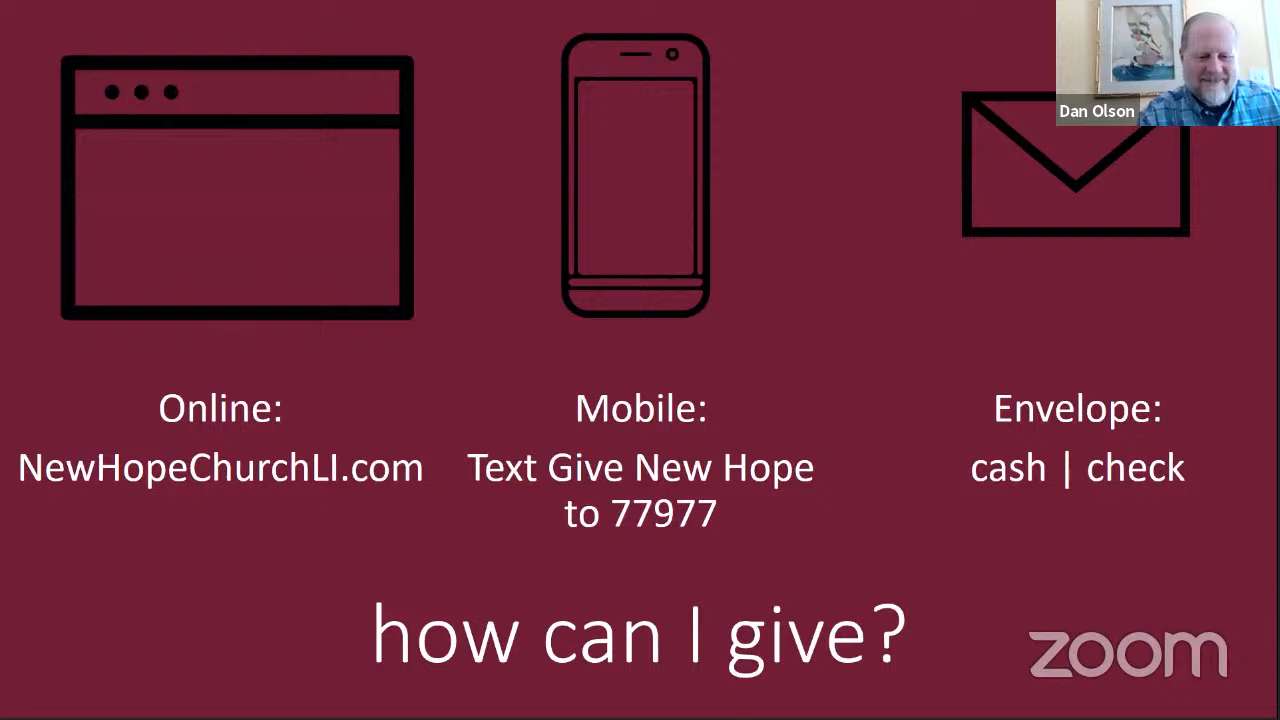 Dan Olson
Online:
NewHopeChurchLI.com
Mobile:
Text Give New Hope
to 77977
Envelope:
cash | check
how can I give?
zoom